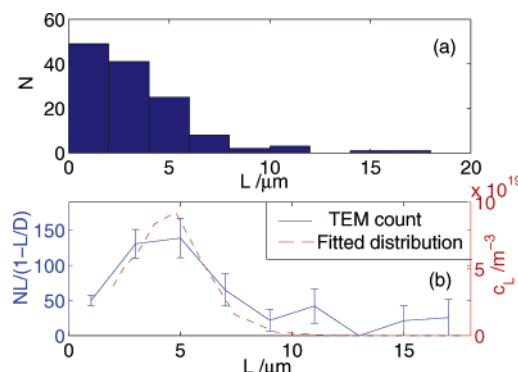 60
40
20
0
N
(a)
0 5 10 15 20
L /μm
x 10^19
150
100
50
0
NL/(1−L/D)
TEM count
Fitted distribution
(b)
10
5
0
c_L /m^−3
0 5 10 15
L /μm